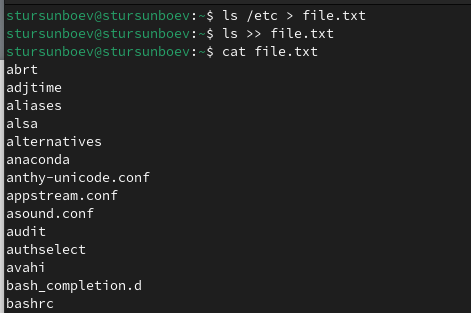 stursunboev@stursunboev:~$ ls /etc > file.txt
stursunboev@stursunboev:~$ ls >> file.txt
stursunboev@stursunboev:~$ cat file.txt
abrt
adjtime
aliases
alsa
alternatives
anaconda
anthy-unicode.conf
appstream.conf
asound.conf
audit
authselect
avahi
bash_completion.d
bashrc